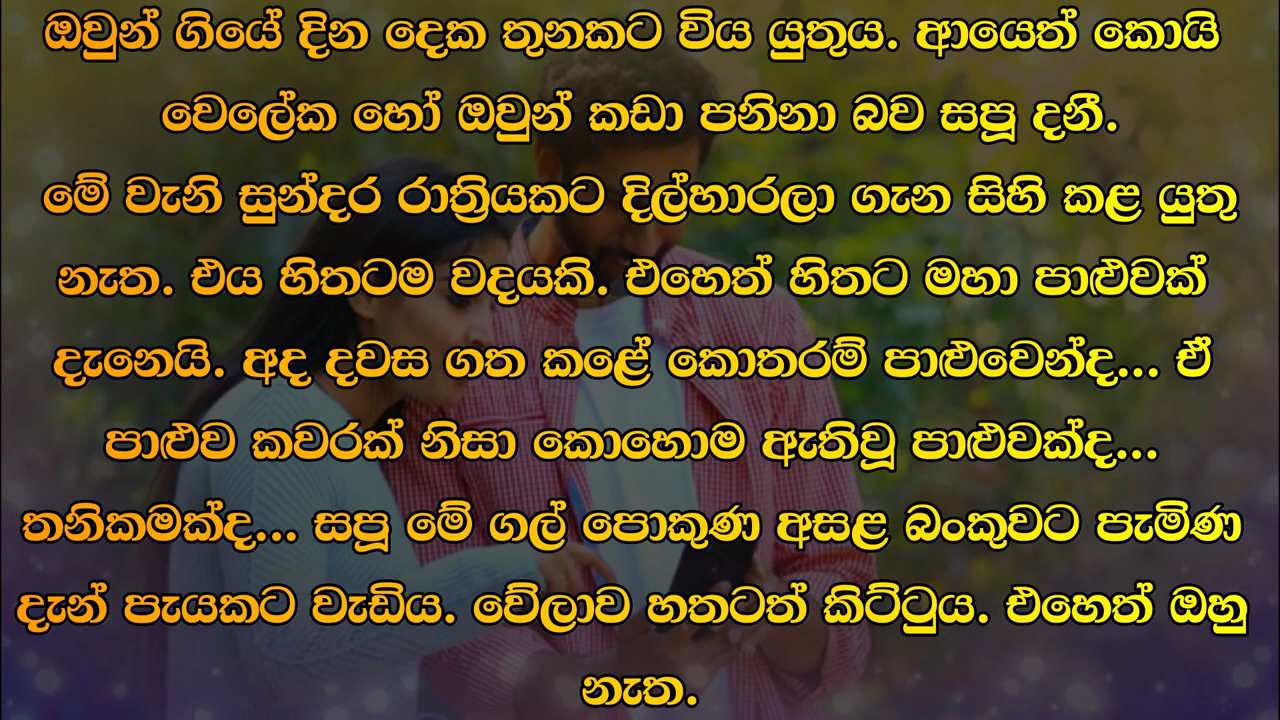 ඔවුන් ගියේ දින දෙක තුනකට විය යුතුය. ආයෙත් කොයි
වෙලේක හෝ ඔවුන් කඩා පනිනා බව සපූ දනී.
මේ වැනි සුන්දර රාත්‍රියකට දිල්හාරලා ගැන සිහි කළ යුතු
නැත. එය හිතටම වදයකි. එහෙත් හිතට මහා පාළුවක්
දැනෙයි. අද දවස ගත කළේ කොතරම් පාළුවෙන්ද... ඒ
පාළුව කවරක් නිසා කොහොම ඇතිවූ පාළුවක්ද...
තනිකමක්ද... සපූ මේ ගල් පොකුණ අසළ බංකුවට පැමිණ
දැන් පැයකට වැඩිය. වේලාව හතටත් කිට්ටුය. එහෙත් ඔහු
නැත.